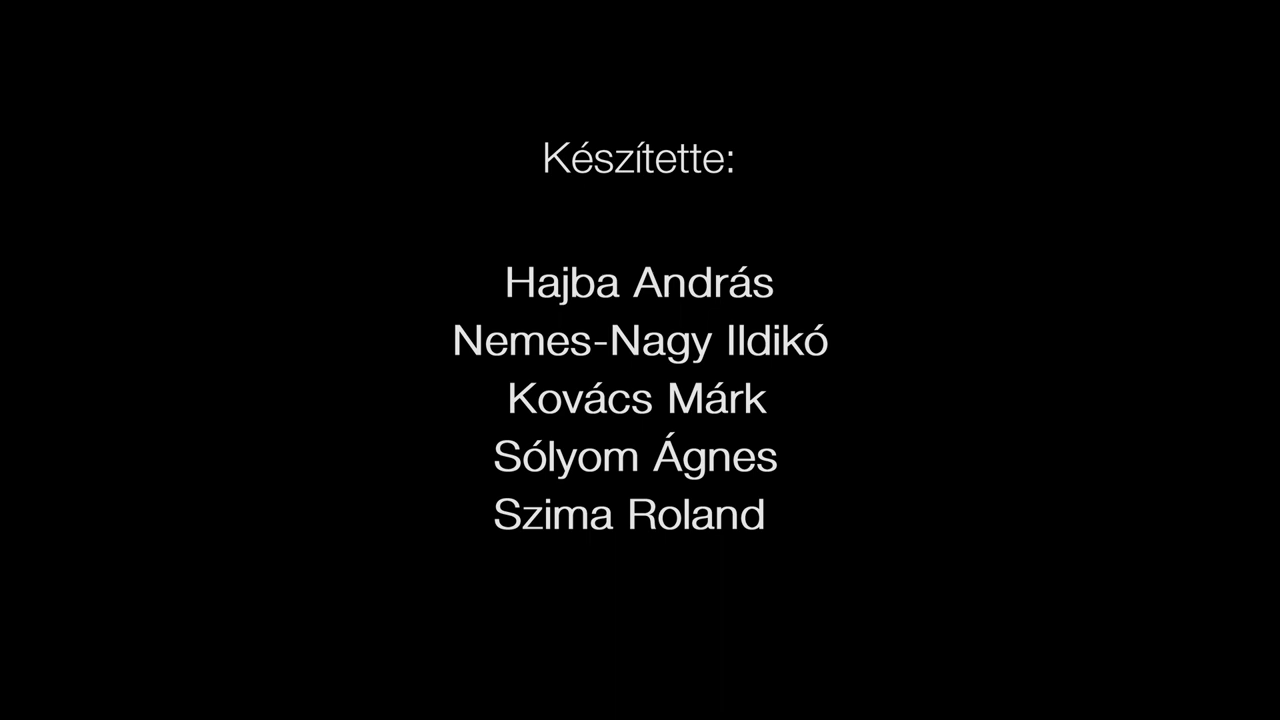 Készítette:
Hajba András
Nemes-Nagy Ildikó
Kovács Márk
Sólyom Ágnes
Szima Roland